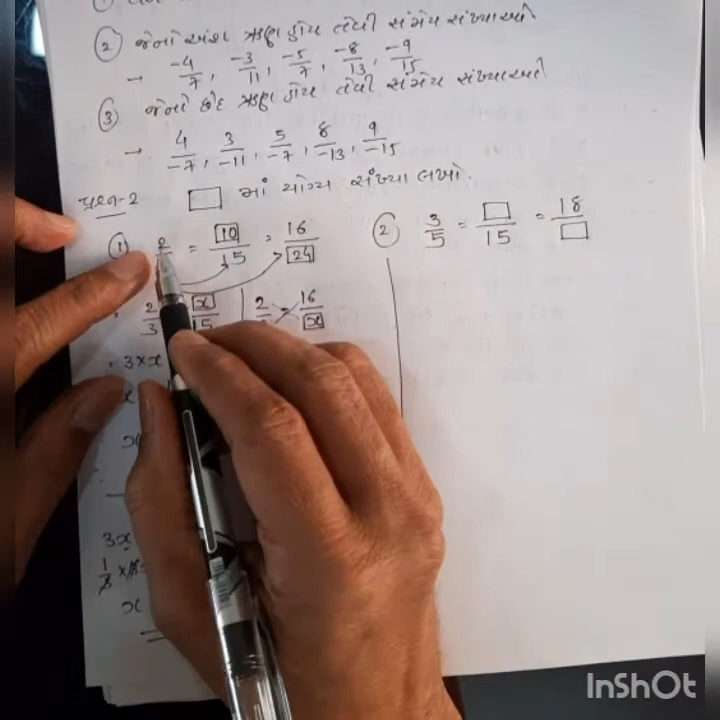 ② જેનો અંશ ઋણ હોય તેવી સંમેય સંખ્યાઓ
→ -4/7, -3/11, -5/7, -8/13, -9/15
③ જેનો છેદ ઋણ હોય તેવી સંમેય સંખ્યાઓ
→ 4/-7, 3/-11, 5/-7, 8/-13, 9/-15
પ્રશ્ન-2 □ માં યોગ્ય સંખ્યા લખો.
① 2 = 10/15 = 16/24 ② 3/5 = □/15 = 18/□
2/3 x/15 2 16/x
3×x
x
x
3x
1/3 ×
x
InShOt